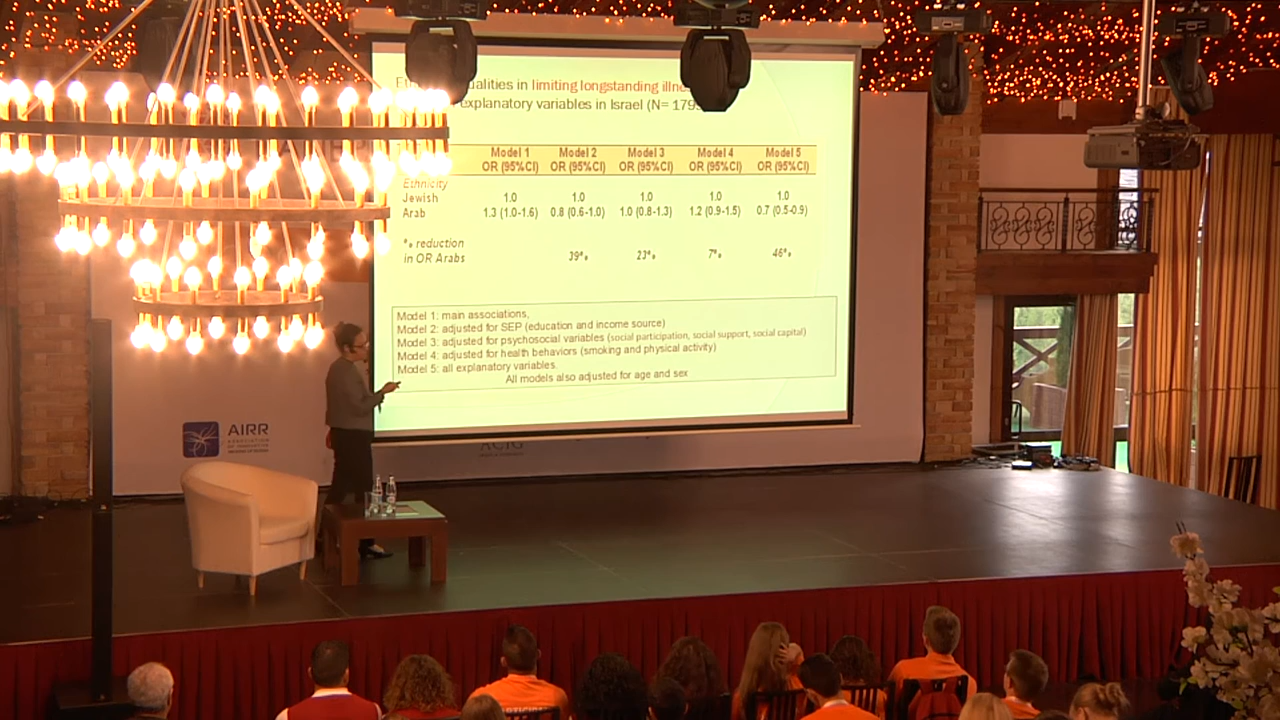 alities in limiting longstanding illne
explanatory variables in Israel (N= 179
Model 1 Model 2 Model 3 Model 4 Model 5
OR (95%CI) OR (95%CI) OR (95%CI) OR (95%CI) OR (95%CI)
Ethnicity
Jewish 1.0 1.0 1.0 1.0 1.0
Arab 1.3 (1.0-1.6) 0.8 (0.6-1.0) 1.0 (0.8-1.3) 1.2 (0.9-1.5) 0.7 (0.5-0.9)
% reduction
in OR Arabs 39% 23% 7% 46%
Model 1: main associations,
Model 2: adjusted for SEP (education and income source)
Model 3: adjusted for psychosocial variables (social participation, social support, social capital)
Model 4: adjusted for health behaviors (smoking and physical activity)
Model 5: all explanatory variables.
All models also adjusted for age and sex
AIRR
ASSOCIATION